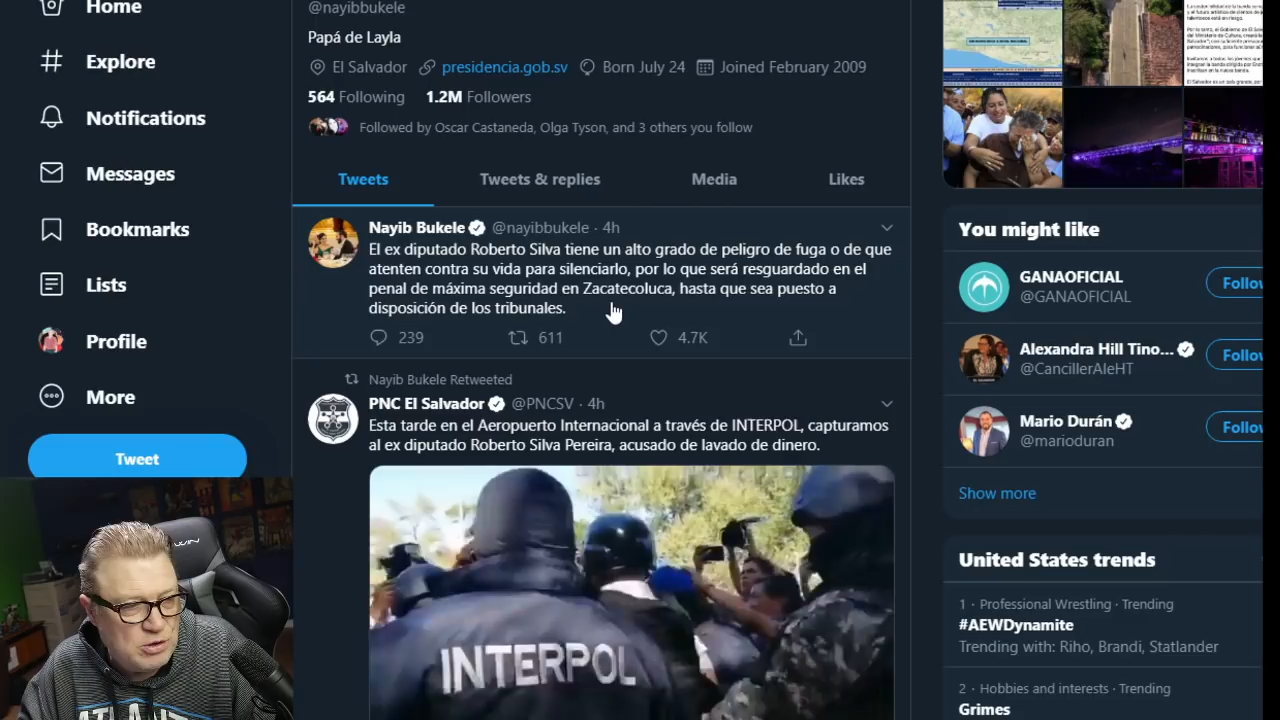 Home
Explore
Notifications
Messages
Bookmarks
Lists
Profile
More
Tweet
@nayibbukele
Papá de Layla
El Salvador presidencia.gob.sv Born July 24 Joined February 2009
564 Following 1.2M Followers
Followed by Oscar Castaneda, Olga Tyson, and 3 others you follow
Tweets Tweets & replies Media Likes
Nayib Bukele @nayibbukele · 4h
El ex diputado Roberto Silva tiene un alto grado de peligro de fuga o de que
atenten contra su vida para silenciarlo, por lo que será resguardado en el
penal de máxima seguridad en Zacatecoluca, hasta que sea puesto a
disposición de los tribunales.
239 611 4.7K
Nayib Bukele Retweeted
PNC El Salvador @PNCSV · 4h
Esta tarde en el Aeropuerto Internacional a través de INTERPOL, capturamos
al ex diputado Roberto Silva Pereira, acusado de lavado de dinero.
INTERPOL
You might like
GANAOFICIAL
@GANAOFICIAL
Follow
Alexandra Hill Tino...
@CancillerAleHT
Follow
Mario Durán
@marioduran
Follow
Show more
United States trends
1 · Professional Wrestling · Trending
#AEWDynamite
Trending with: Riho, Brandi, Statlander
2 · Hobbies and interests · Trending
Grimes